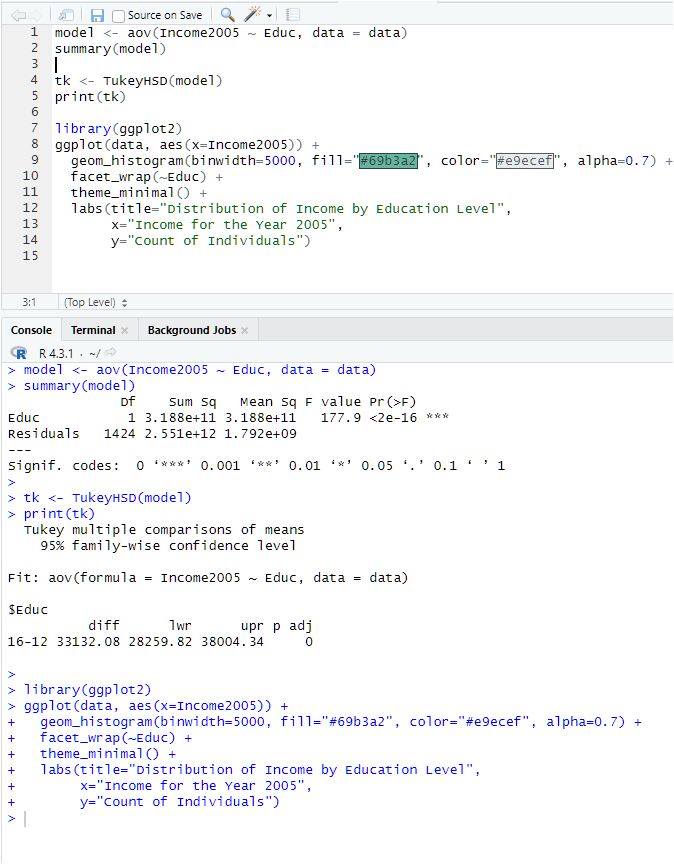 Source on Save
1 model <- aov(Income2005 ~ Educ, data = data)
2 summary(model)
3
4 tk <- TukeyHSD(model)
5 print(tk)
6
7 library(ggplot2)
8 ggplot(data, aes(x=Income2005)) +
9   geom_histogram(binwidth=5000, fill="#69b3a2", color="#e9ecef", alpha=0.7) +
10   facet_wrap(~Educ) +
11   theme_minimal() +
12   labs(title="Distribution of Income by Education Level",
13        x="Income for the Year 2005",
14        y="Count of Individuals")
15
3:1 (Top Level)
Console Terminal Background Jobs
R R 4.3.1 · ~/
> model <- aov(Income2005 ~ Educ, data = data)
> summary(model)
              Df    Sum Sq   Mean Sq F value Pr(>F)
Educ           1 3.188e+11 3.188e+11   177.9 <2e-16 ***
Residuals   1424 2.551e+12 1.792e+09
---
Signif. codes:  0 ‘***’ 0.001 ‘**’ 0.01 ‘*’ 0.05 ‘.’ 0.1 ‘ ’ 1
>
> tk <- TukeyHSD(model)
> print(tk)
  Tukey multiple comparisons of means
    95% family-wise confidence level

Fit: aov(formula = Income2005 ~ Educ, data = data)

$Educ
          diff      lwr      upr p adj
16-12 33132.08 28259.82 38004.34     0

>
> library(ggplot2)
> ggplot(data, aes(x=Income2005)) +
+   geom_histogram(binwidth=5000, fill="#69b3a2", color="#e9ecef", alpha=0.7) +
+   facet_wrap(~Educ) +
+   theme_minimal() +
+   labs(title="Distribution of Income by Education Level",
+        x="Income for the Year 2005",
+        y="Count of Individuals")
>